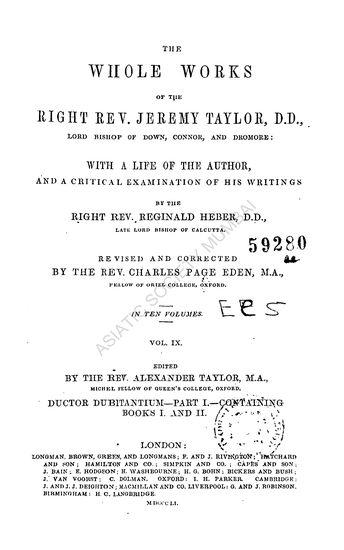 THE
WHOLE WORKS
OF THE
RIGHT REV. JEREMY TAYLOR, D.D.,
LORD BISHOP OF DOWN, CONNOR, AND DROMORE:
WITH A LIFE OF THE AUTHOR,
AND A CRITICAL EXAMINATION OF HIS WRITINGS
BY THE
RIGHT REV. REGINALD HEBER, D.D.,
LATE LORD BISHOP OF CALCUTTA.
59280
REVISED AND CORRECTED
BY THE REV. CHARLES PAGE EDEN, M.A.,
FELLOW OF ORIEL COLLEGE, OXFORD.
IN TEN VOLUMES.
VOL. IX.
EDITED
BY THE REV. ALEXANDER TAYLOR, M.A.,
MICHEL FELLOW OF QUEEN'S COLLEGE, OXFORD.
DUCTOR DUBITANTIUM—PART I.—CONTAINING
BOOKS I. AND II.
LONDON:
LONGMAN, BROWN, GREEN, AND LONGMANS; F. AND J. RIVINGTON; HATCHARD
AND SON; HAMILTON AND CO.; SIMPKIN AND CO.; CAPES AND SON;
J. BAIN; E. HODGSON; H. WASHBOURNE; H. G. BOHN; BICKERS AND BUSH;
J. VAN VOORST; C. DOLMAN. OXFORD: I. H. PARKER. CAMBRIDGE:
J. AND J. J. DEIGHTON; MACMILLAN AND CO. LIVERPOOL: G. AND J. ROBINSON.
BIRMINGHAM: H. C. LANGBRIDGE.
MDCCCLI.
ASIATIC SOCIETY MUMBAI